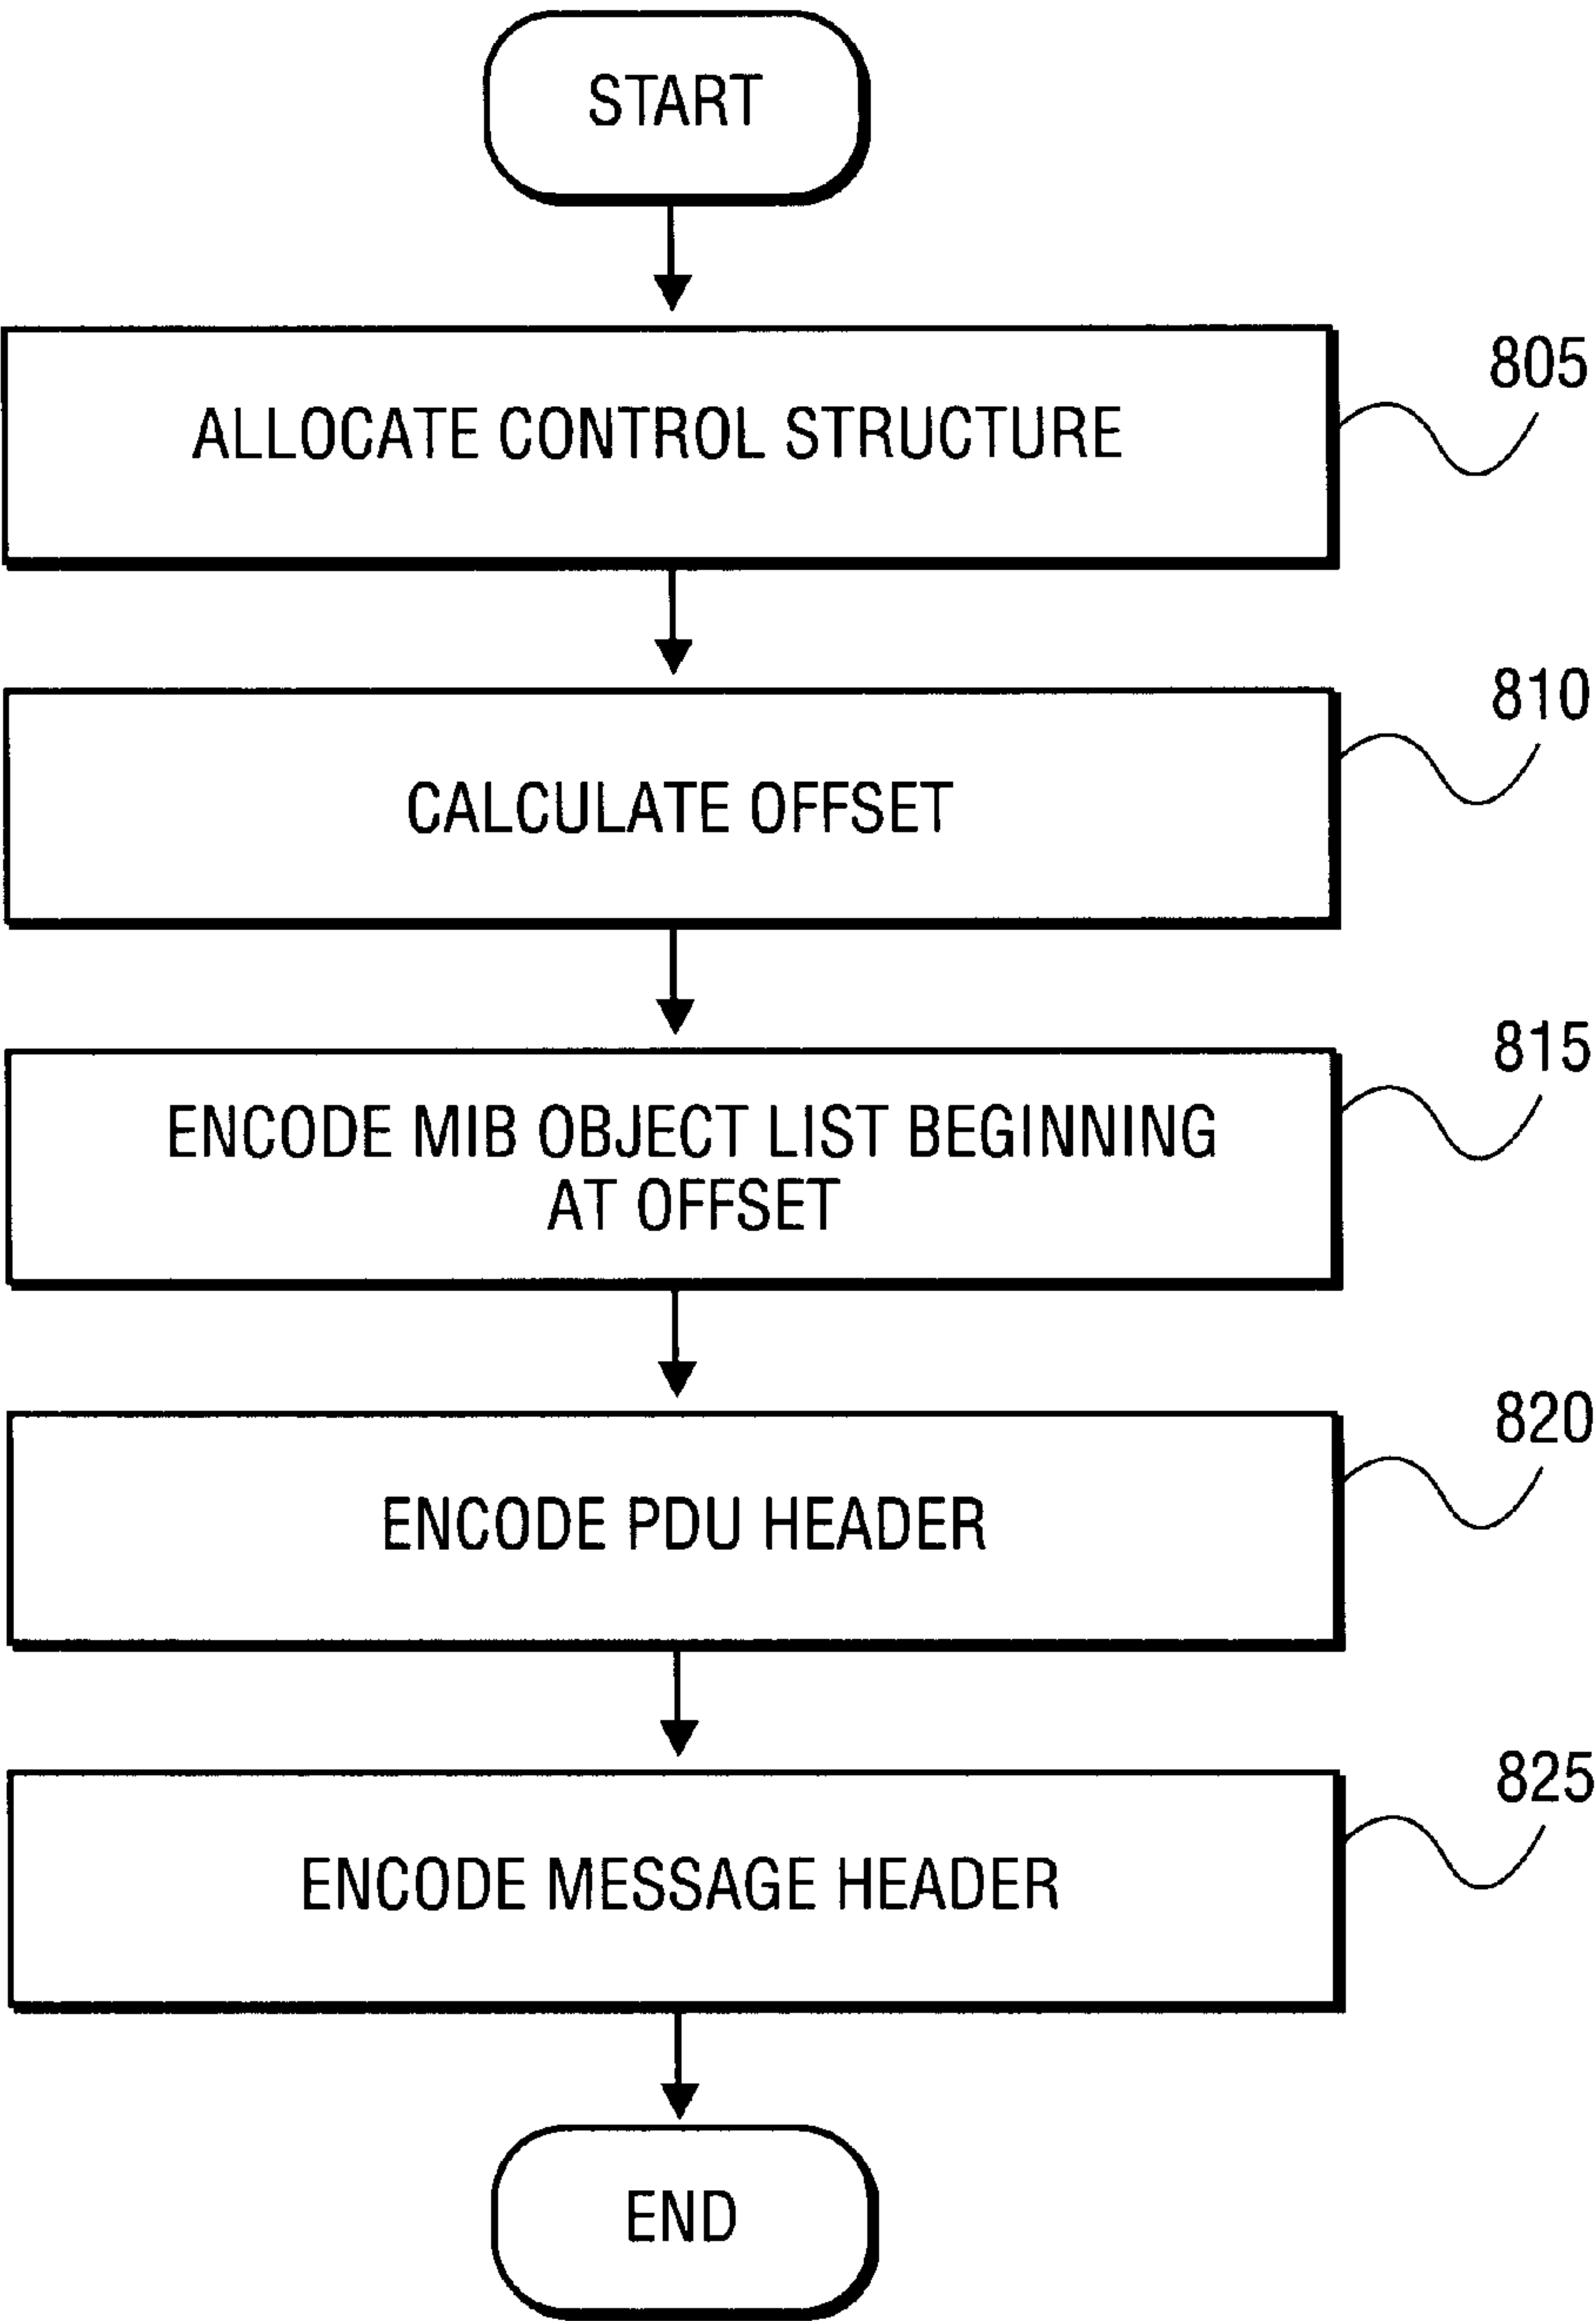 START
805
ALLOCATE CONTROL STRUCTURE
810
CALCULATE OFFSET
815
ENCODE MIB OBJECT LIST BEGINNING
AT OFFSET
820
ENCODE PDU HEADER
825
ENCODE MESSAGE HEADER
END